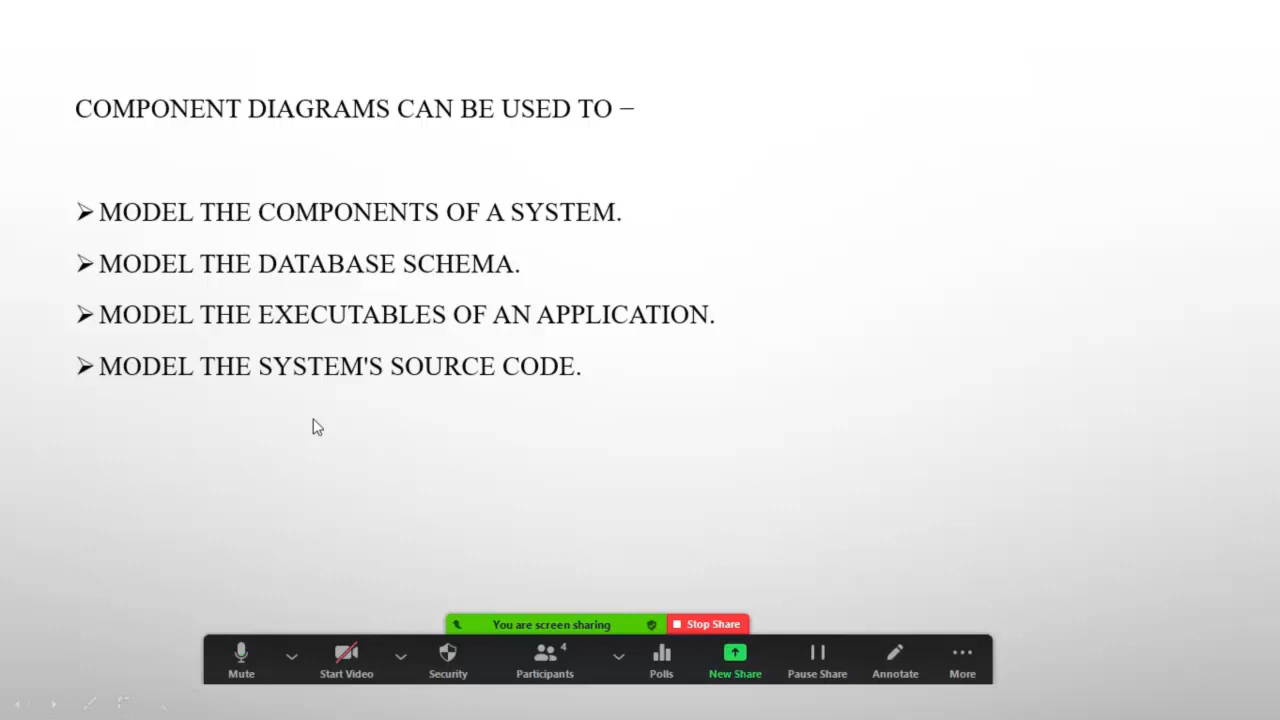 COMPONENT DIAGRAMS CAN BE USED TO –
MODEL THE COMPONENTS OF A SYSTEM.
MODEL THE DATABASE SCHEMA.
MODEL THE EXECUTABLES OF AN APPLICATION.
MODEL THE SYSTEM'S SOURCE CODE.
You are screen sharing Stop Share
4
Mute Start Video Security Participants Polls New Share Pause Share Annotate More